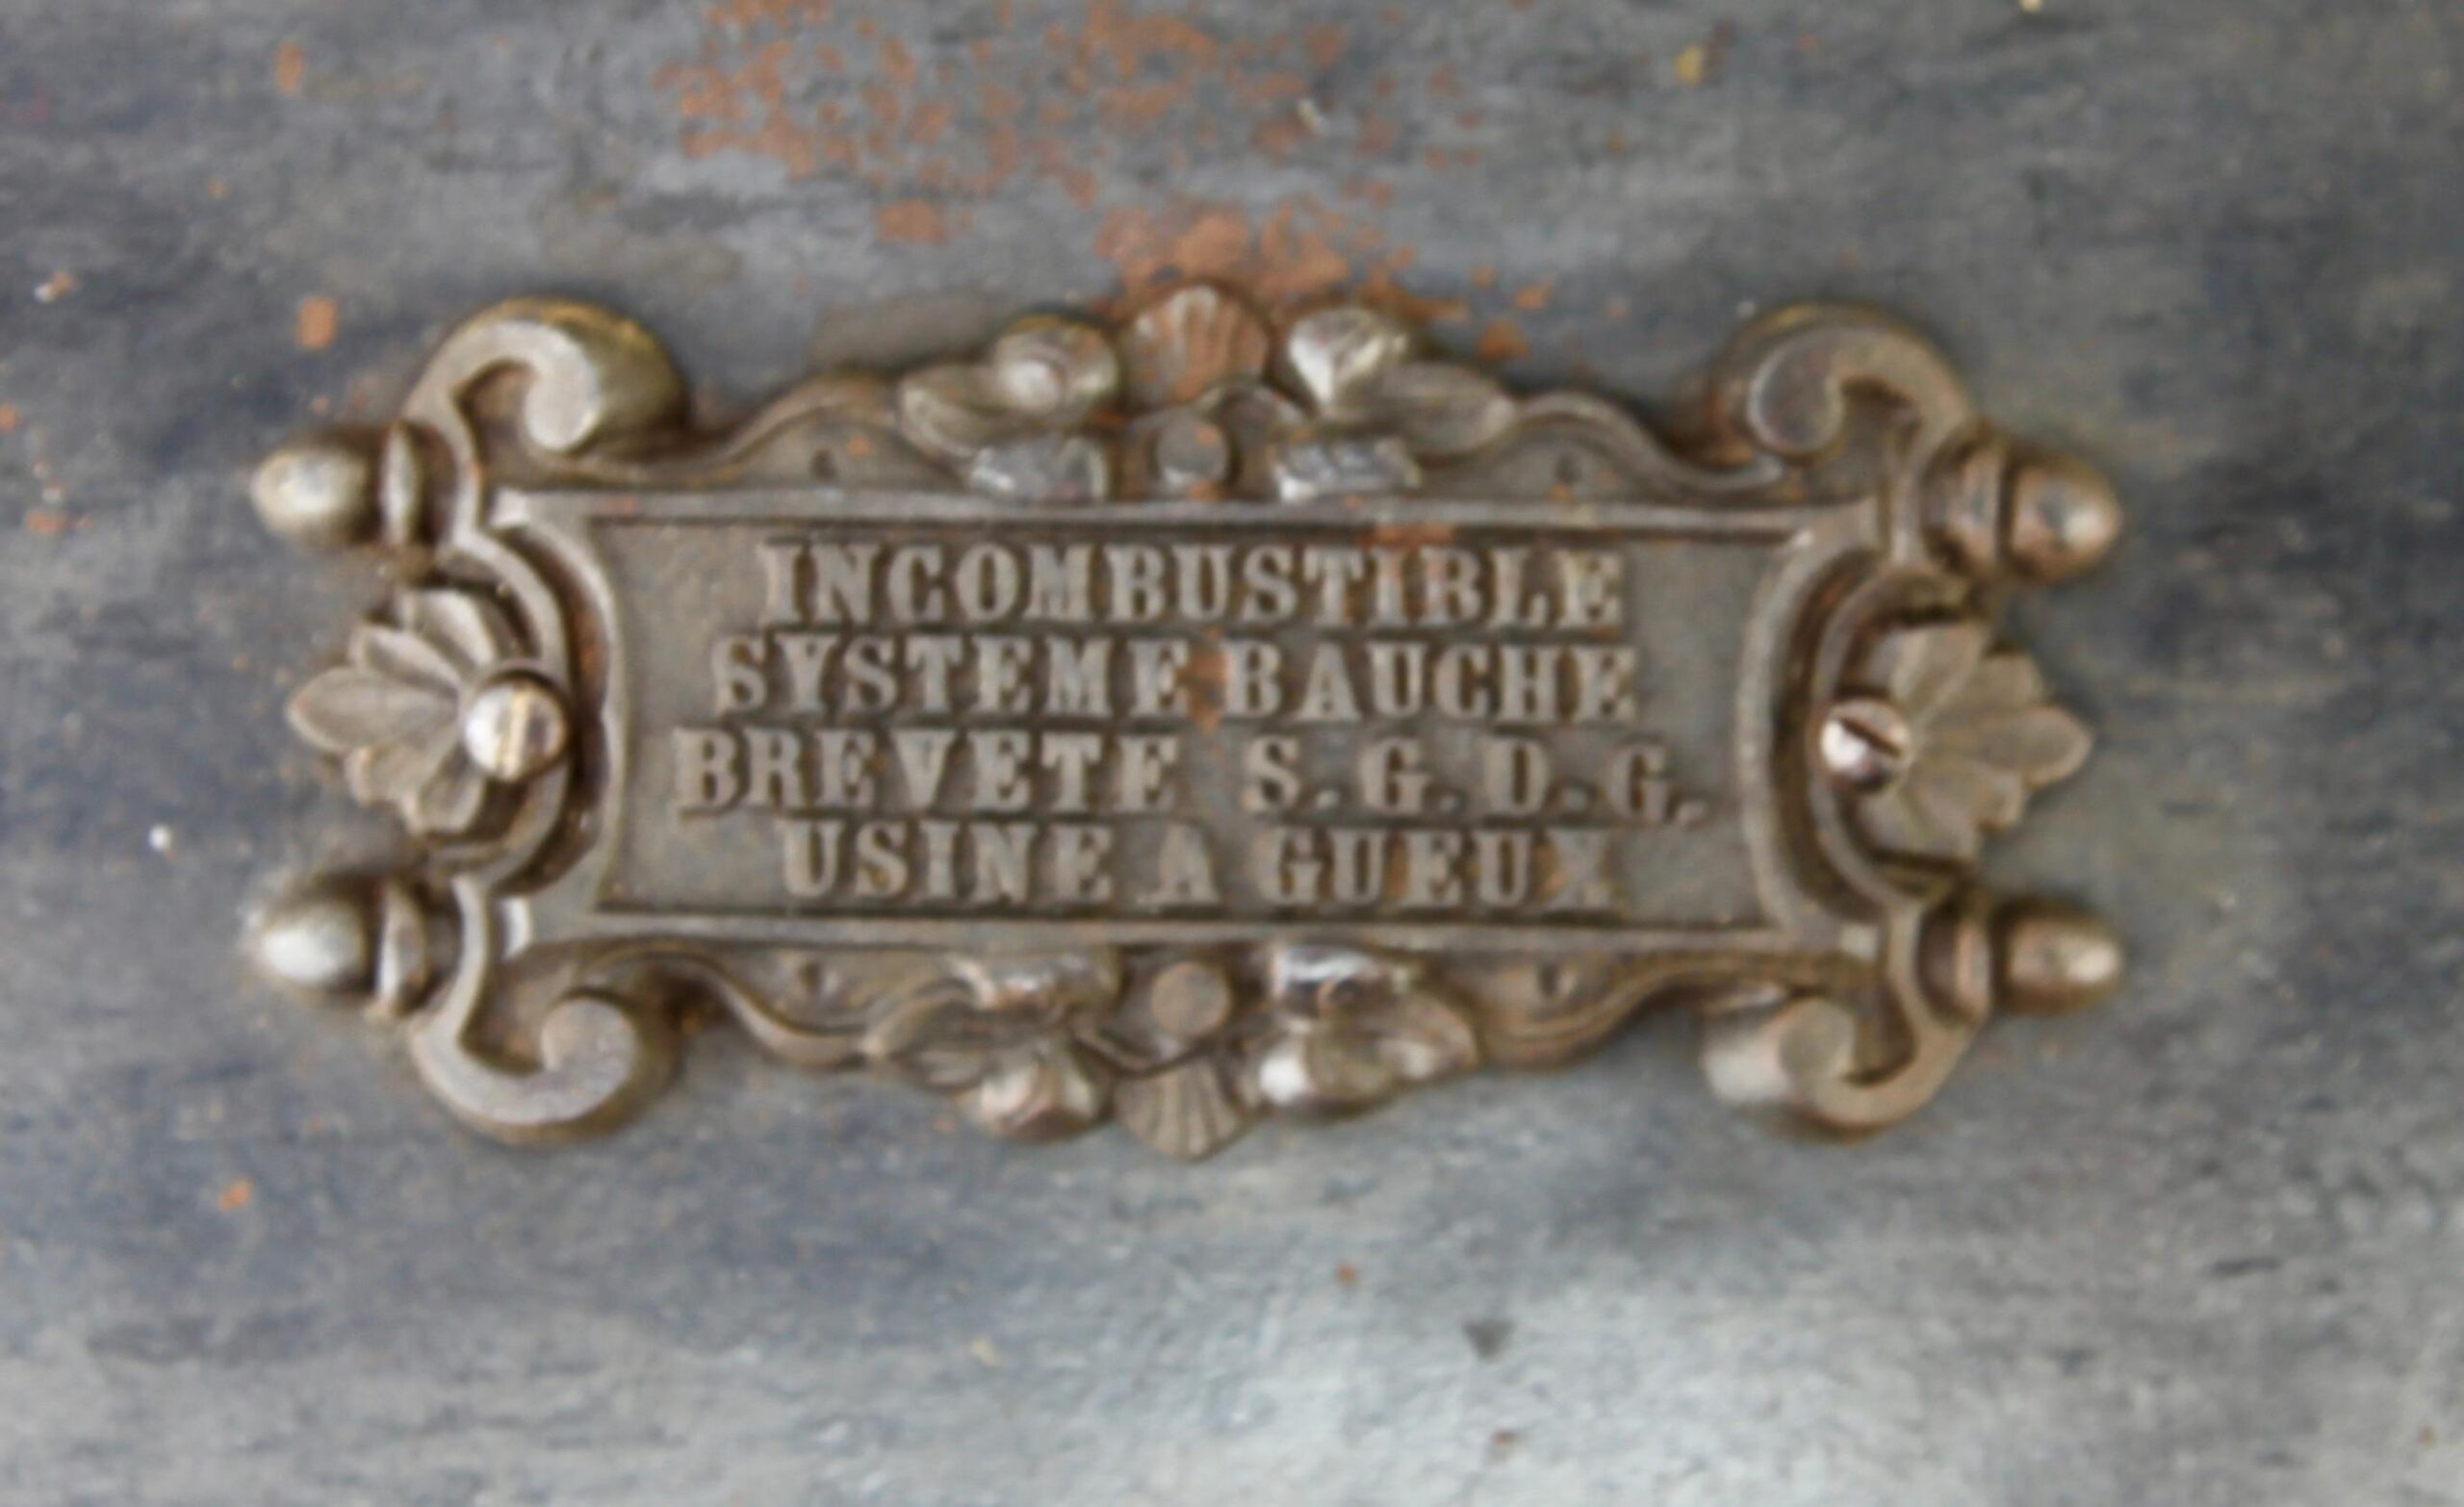 INCOMBUSTIBLE
SYSTEME BAUCHE
BREVETE S.G.D.G.
USINE A GUEUX